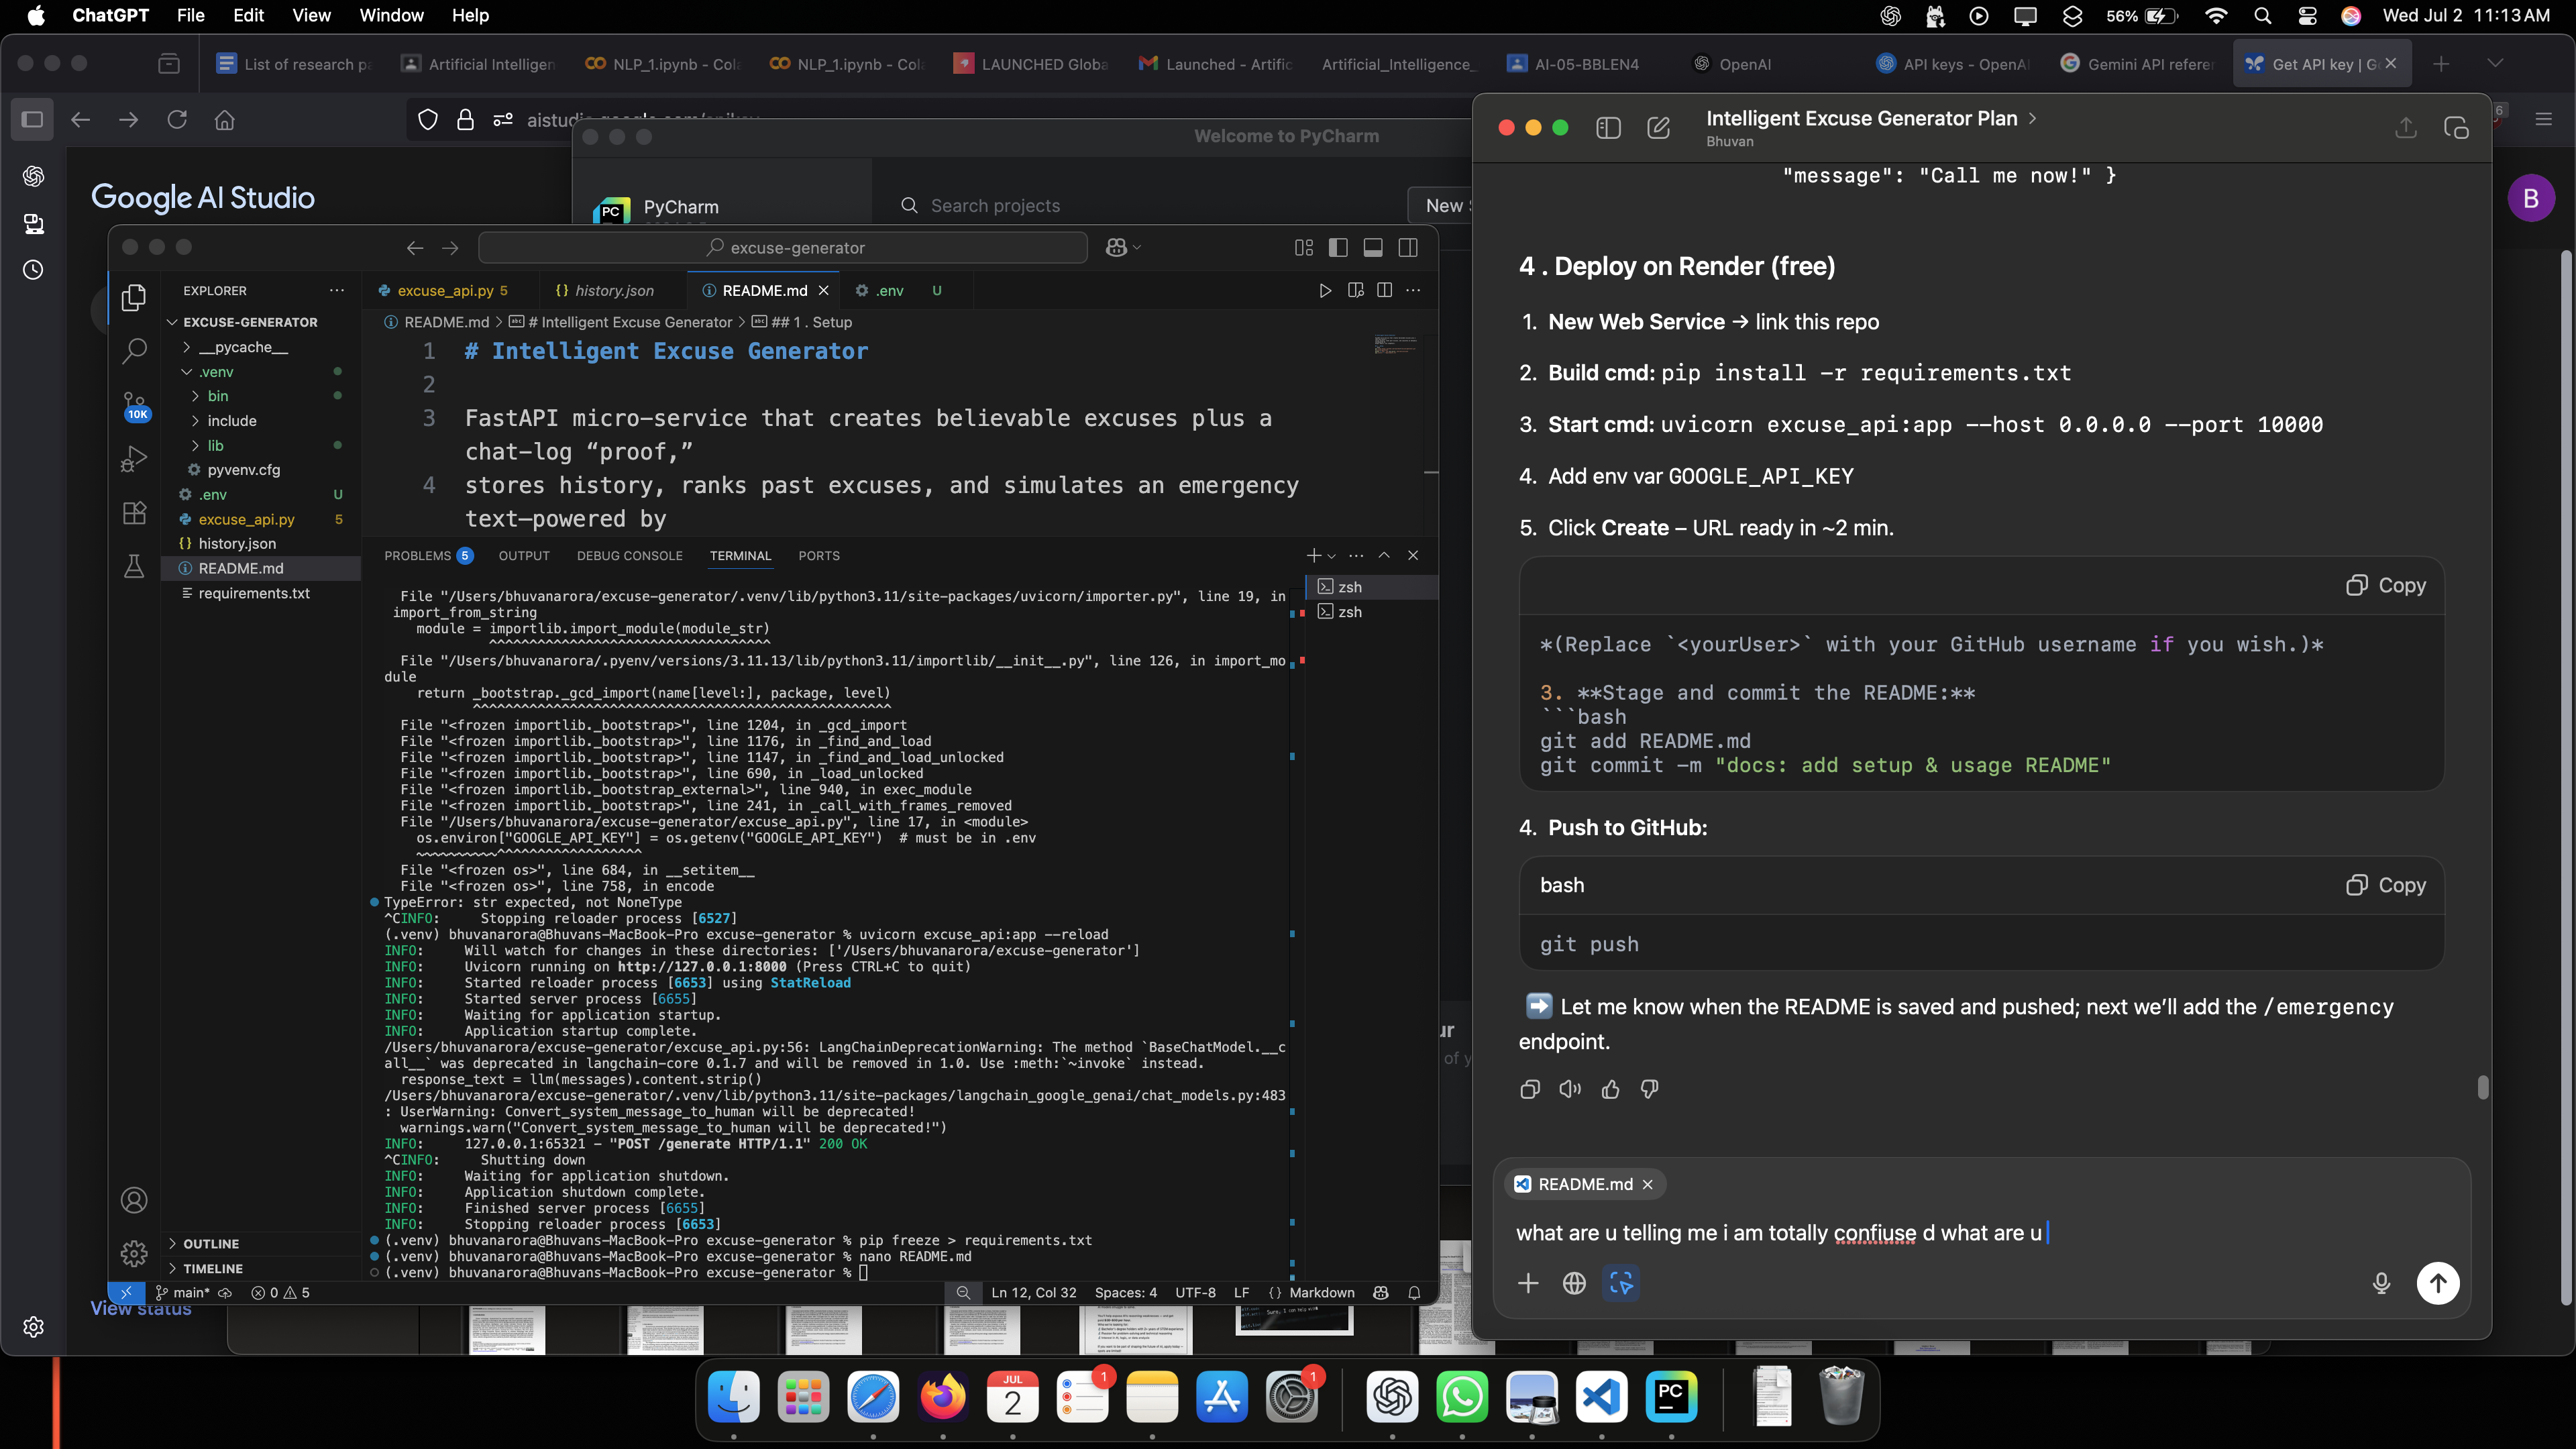 ChatGPT File Edit View Window Help 56% Wed Jul 2 11:13 AM
List of research pa Artificial Intelligen NLP_1.ipynb - Col NLP_1.ipynb - Col LAUNCHED Globa Launched - Artific Artificial_Intelligence_ AI-05-BBLEN4 OpenAI API keys - OpenAI Gemini API referer Get API key | G
Google AI Studio
B
View status
Welcome to PyCharm
PC PyCharm
Search projects
New
excuse-generator
EXPLORER
EXCUSE-GENERATOR
__pycache__
.venv
bin
include
lib
pyvenv.cfg
.env U
excuse_api.py 5
history.json
README.md
requirements.txt
10K
OUTLINE
TIMELINE
excuse_api.py 5 history.json README.md .env U
README.md > # Intelligent Excuse Generator > ## 1 . Setup
1 # Intelligent Excuse Generator
2
3 FastAPI micro-service that creates believable excuses plus a
chat-log “proof,”
4 stores history, ranks past excuses, and simulates an emergency
text—powered by
PROBLEMS 5 OUTPUT DEBUG CONSOLE TERMINAL PORTS
zsh
zsh
File "/Users/bhuvanarora/excuse-generator/.venv/lib/python3.11/site-packages/uvicorn/importer.py", line 19, in
import_from_string
module = importlib.import_module(module_str)
^^^^^^^^^^^^^^^^^^^^^^^^^^^^^^^^^^^
File "/Users/bhuvanarora/.pyenv/versions/3.11.13/lib/python3.11/importlib/__init__.py", line 126, in import_mo
dule
return _bootstrap._gcd_import(name[level:], package, level)
^^^^^^^^^^^^^^^^^^^^^^^^^^^^^^^^^^^^^^^^^^^^^^^^^^^^
File "<frozen importlib._bootstrap>", line 1204, in _gcd_import
File "<frozen importlib._bootstrap>", line 1176, in _find_and_load
File "<frozen importlib._bootstrap>", line 1147, in _find_and_load_unlocked
File "<frozen importlib._bootstrap>", line 690, in _load_unlocked
File "<frozen importlib._bootstrap_external>", line 940, in exec_module
File "<frozen importlib._bootstrap>", line 241, in _call_with_frames_removed
File "/Users/bhuvanarora/excuse-generator/excuse_api.py", line 17, in <module>
os.environ["GOOGLE_API_KEY"] = os.getenv("GOOGLE_API_KEY") # must be in .env
~~~~~~~~~~^^^^^^^^^^^^^^^^^^
File "<frozen os>", line 684, in __setitem__
File "<frozen os>", line 758, in encode
TypeError: str expected, not NoneType
^CINFO: Stopping reloader process [6527]
(.venv) bhuvanarora@Bhuvans-MacBook-Pro excuse-generator % uvicorn excuse_api:app --reload
INFO: Will watch for changes in these directories: ['/Users/bhuvanarora/excuse-generator']
INFO: Uvicorn running on http://127.0.0.1:8000 (Press CTRL+C to quit)
INFO: Started reloader process [6653] using StatReload
INFO: Started server process [6655]
INFO: Waiting for application startup.
INFO: Application startup complete.
/Users/bhuvanarora/excuse-generator/excuse_api.py:56: LangChainDeprecationWarning: The method `BaseChatModel.__c
all__` was deprecated in langchain-core 0.1.7 and will be removed in 1.0. Use :meth:`~invoke` instead.
response_text = llm(messages).content.strip()
/Users/bhuvanarora/excuse-generator/.venv/lib/python3.11/site-packages/langchain_google_genai/chat_models.py:483
: UserWarning: Convert_system_message_to_human will be deprecated!
warnings.warn("Convert_system_message_to_human will be deprecated!")
INFO: 127.0.0.1:65321 - "POST /generate HTTP/1.1" 200 OK
^CINFO: Shutting down
INFO: Waiting for application shutdown.
INFO: Application shutdown complete.
INFO: Finished server process [6655]
INFO: Stopping reloader process [6653]
(.venv) bhuvanarora@Bhuvans-MacBook-Pro excuse-generator % pip freeze > requirements.txt
(.venv) bhuvanarora@Bhuvans-MacBook-Pro excuse-generator % nano README.md
(.venv) bhuvanarora@Bhuvans-MacBook-Pro excuse-generator %
main* 0 5 Ln 12, Col 32 Spaces: 4 UTF-8 LF {} Markdown
Intelligent Excuse Generator Plan >
Bhuvan
"message": "Call me now!" }
4 . Deploy on Render (free)
1. New Web Service → link this repo
2. Build cmd: pip install -r requirements.txt
3. Start cmd: uvicorn excuse_api:app --host 0.0.0.0 --port 10000
4. Add env var GOOGLE_API_KEY
5. Click Create – URL ready in ~2 min.
Copy
*(Replace `<yourUser>` with your GitHub username if you wish.)*
3. **Stage and commit the README:**
```bash
git add README.md
git commit -m "docs: add setup & usage README"
4. Push to GitHub:
bash Copy
git push
➡️ Let me know when the README is saved and pushed; next we’ll add the /emergency
endpoint.
README.md
what are u telling me i am totally confiuse d what are u
ur
of y
6
JUL
2
1
1
PC